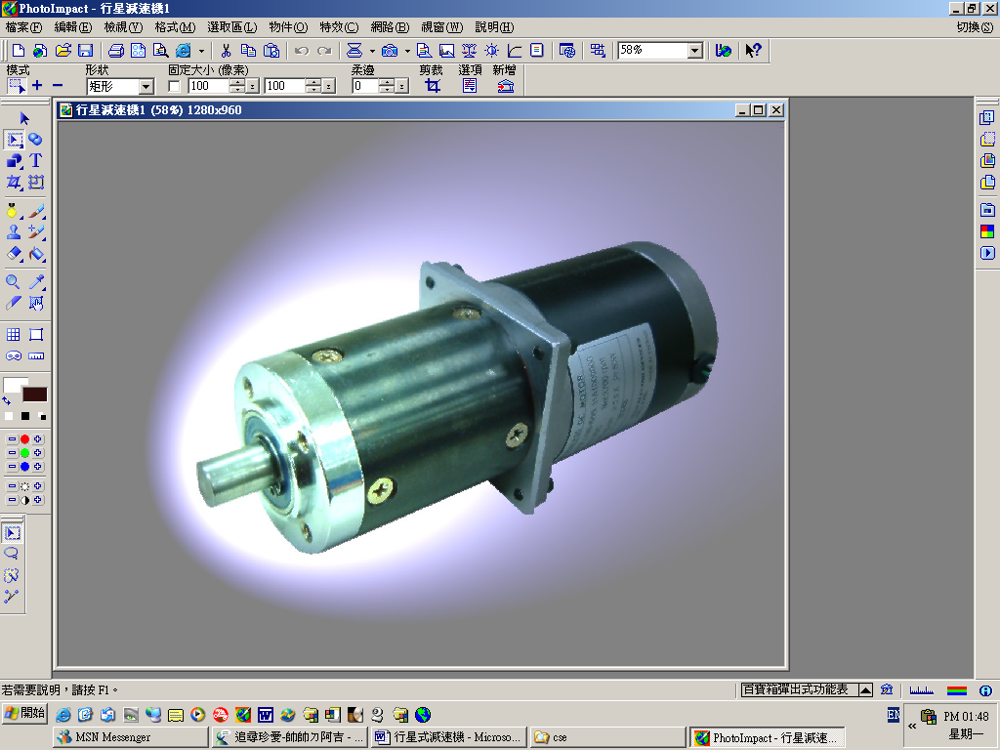 PhotoImpact - 行星減速機1
檔案(F) 編輯(E) 檢視(V) 格式(M) 選取區(L) 物件(O) 特效(C) 網路(B) 視窗(W) 說明(H) 切換(S)
58%
模式 形狀 固定大小 (像素) 柔邊 剪裁 選項 新增
矩形 100 100 0
行星減速機1 (58%) 1280x960
DC MOTOR
若需要說明，請按 F1。 百寶箱彈出式功能表
開始 EN PM 01:48
MSN Messenger 追尋珍愛-帥帥ㄉ阿吉 - ... 行星式減速機 - Microso... cse PhotoImpact - 行星減速... 星期一